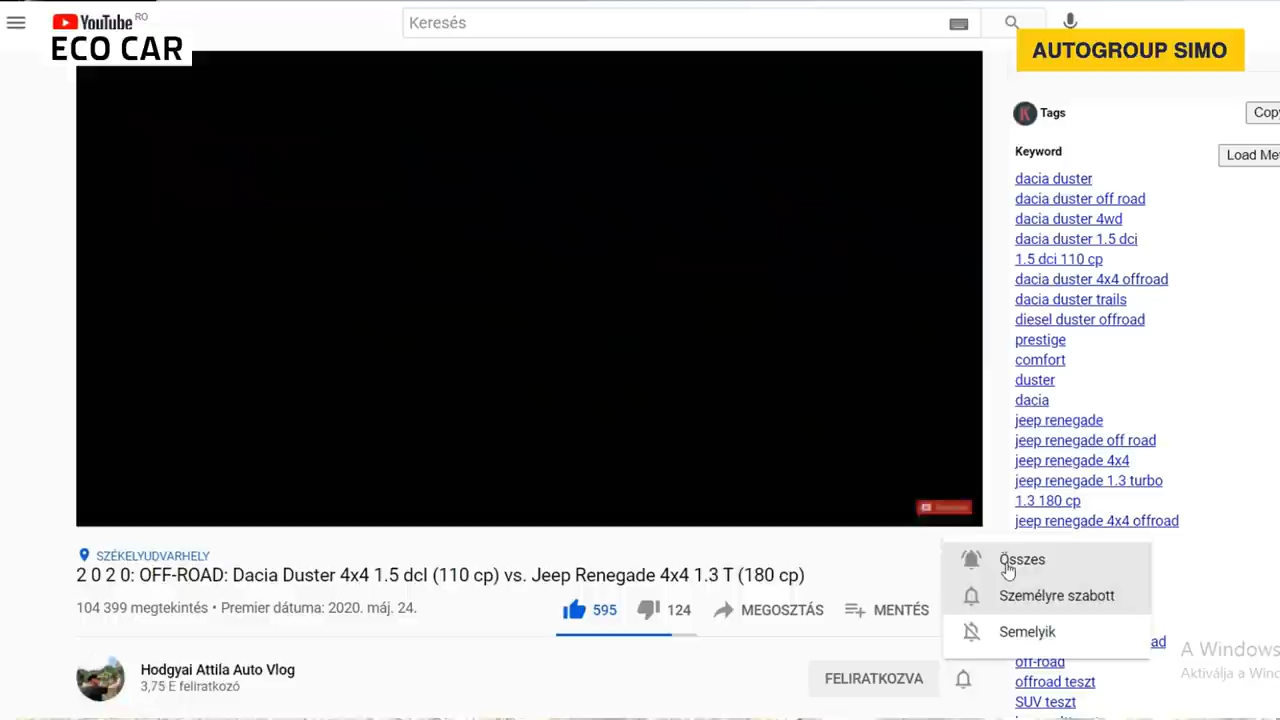 YouTube RO
Keresés
ECO CAR
AUTOGROUP SIMO
Tags
Keyword
Load
dacia duster
dacia duster off road
dacia duster 4wd
dacia duster 1.5 dci
1.5 dci 110 cp
dacia duster 4x4 offroad
dacia duster trails
diesel duster offroad
prestige
comfort
duster
dacia
jeep renegade
jeep renegade off road
jeep renegade 4x4
jeep renegade 1.3 turbo
1.3 180 cp
jeep renegade 4x4 offroad
SZÉKELYUDVARHELY
2 0 2 0: OFF-ROAD: Dacia Duster 4x4 1.5 dcI (110 cp) vs. Jeep Renegade 4x4 1.3 T (180 cp)
104 399 megtekintés • Premier dátuma: 2020. máj. 24.
595
124
MEGOSZTÁS
MENTÉS
Összes
Személyre szabott
Semelyik
Hodgyai Attila Auto Vlog
3,75 E feliratkozó
FELIRATKOZVA
off-road
offroad teszt
SUV teszt
A Windows
Aktiválja a